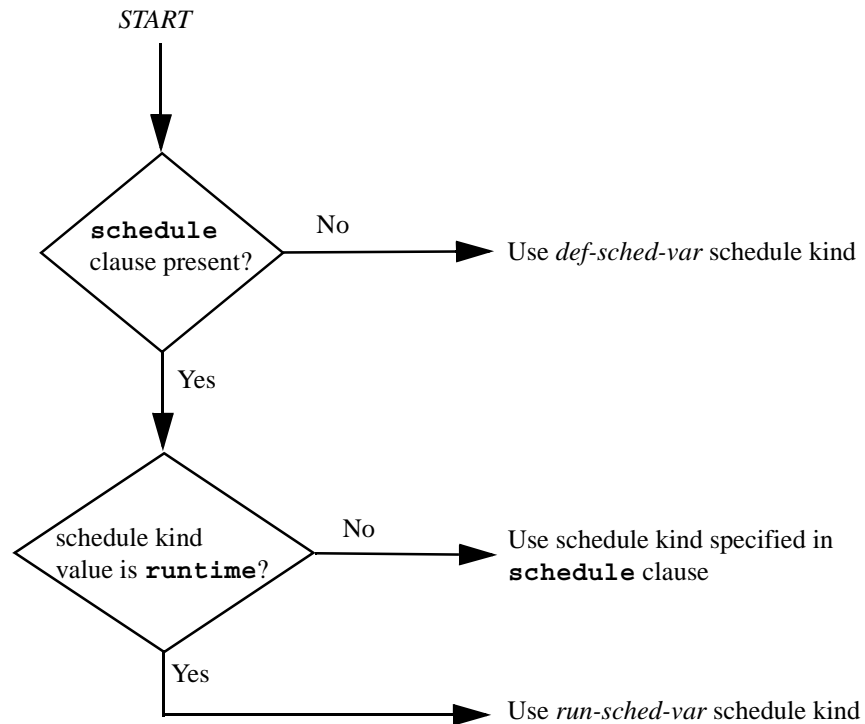 START
schedule
clause present?
No
Use def-sched-var schedule kind
Yes
schedule kind
value is runtime?
No
Use schedule kind specified in
schedule clause
Yes
Use run-sched-var schedule kind